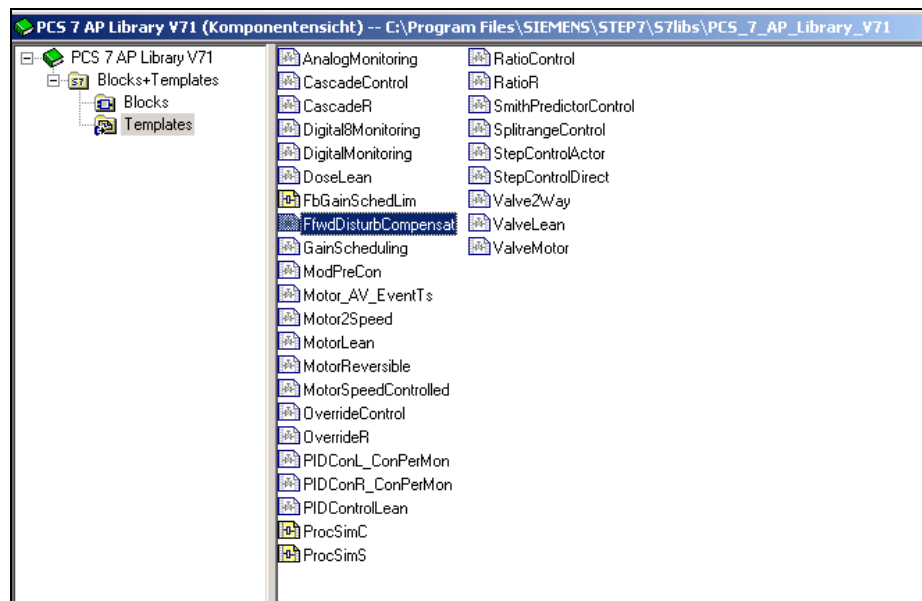 PCS 7 AP Library V71 (Komponentensicht) -- C:\Program Files\SIEMENS\STEP7\S7libs\PCS_7_AP_Library_V71
PCS 7 AP Library V71
Blocks+Templates
Blocks
Templates
AnalogMonitoring
CascadeControl
CascadeR
Digital8Monitoring
DigitalMonitoring
DoseLean
FbGainSchedLim
FfwdDisturbCompensat
GainScheduling
ModPreCon
Motor_AV_EventTs
Motor2Speed
MotorLean
MotorReversible
MotorSpeedControlled
OverrideControl
OverrideR
PIDConL_ConPerMon
PIDConR_ConPerMon
PIDControlLean
ProcSimC
ProcSimS
RatioControl
RatioR
SmithPredictorControl
SplitrangeControl
StepControlActor
StepControlDirect
Valve2Way
ValveLean
ValveMotor